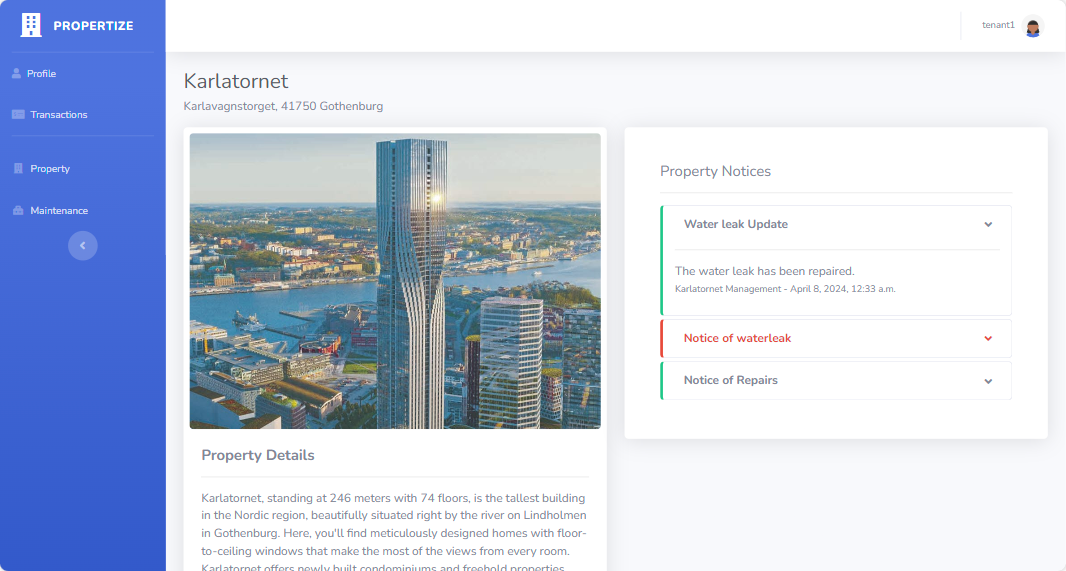 PROPERTIZE
tenant1
Profile
Transactions
Property
Maintenance
Karlatornet
Karlavagnstorget, 41750 Gothenburg
Property Details
Karlatornet, standing at 246 meters with 74 floors, is the tallest building
in the Nordic region, beautifully situated right by the river on Lindholmen
in Gothenburg. Here, you'll find meticulously designed homes with floor-
to-ceiling windows that make the most of the views from every room.
Karlatornet offers newly built condominiums and freehold properties
Property Notices
Water leak Update
The water leak has been repaired.
Karlatornet Management - April 8, 2024, 12:33 a.m.
Notice of waterleak
Notice of Repairs